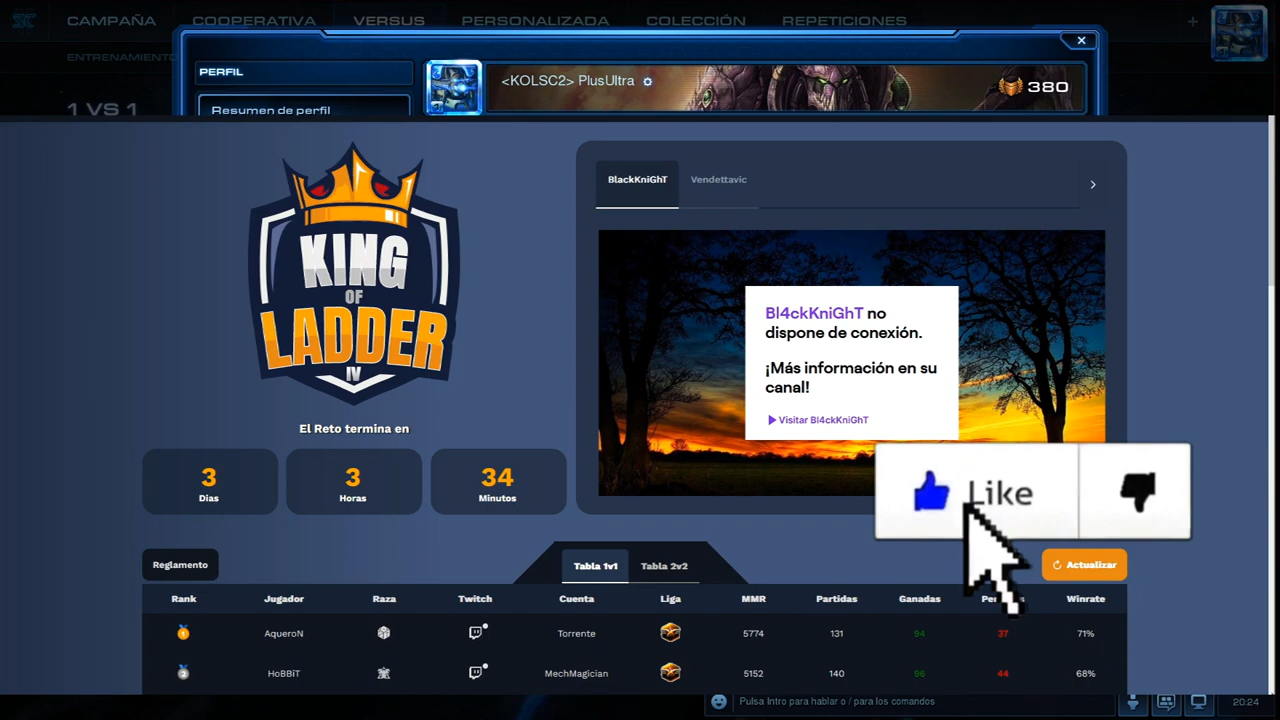 CAMPAÑA COOPERATIVA VERSUS PERSONALIZADA COLECCIÓN REPETICIONES
ENTRENAMIENTO
1 VS 1
PERFIL
Resumen de perfil
<KOLSC2> PlusUltra
380
KING
OF
LADDER
IV
El Reto termina en
3 3 34
Dias Horas Minutos
BlackKniGhT Vendettavic
Bl4ckKniGhT no
dispone de conexión.
¡Más información en su
canal!
Visitar Bl4ckKniGhT
Like
Reglamento
Tabla 1v1 Tabla 2v2
Actualizar
Rank Jugador Raza Twitch Cuenta Liga MMR Partidas Ganadas Winrate
1 AqueroN Torrente 5774 131 94 37 71%
2 HoBBiT MechMagician 5152 140 96 44 68%
Pulsa Intro para hablar o / para los comandos
20:24